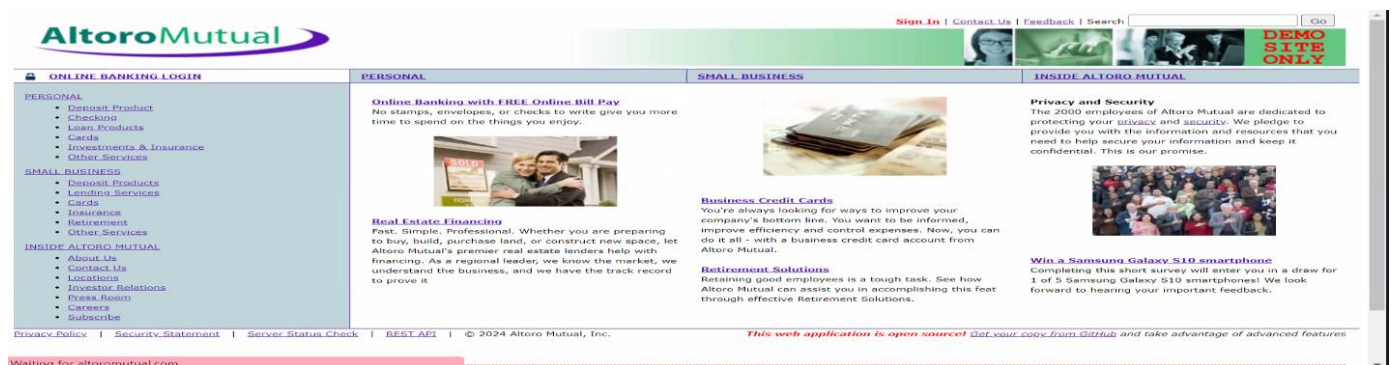 Sign In | Contact Us | Feedback | Search Go
AltoroMutual
DEMO
SITE
ONLY
ONLINE BANKING LOGIN
PERSONAL
SMALL BUSINESS
INSIDE ALTORO MUTUAL
PERSONAL
• Deposit Product
• Checking
• Loan Products
• Cards
• Investments & Insurance
• Other Services
SMALL BUSINESS
• Deposit Products
• Lending Services
• Cards
• Insurance
• Retirement
• Other Services
INSIDE ALTORO MUTUAL
• About Us
• Contact Us
• Locations
• Investor Relations
• Press Room
• Careers
• Subscribe
Online Banking with FREE Online Bill Pay
No stamps, envelopes, or checks to write give you more
time to spend on the things you enjoy.
SOLD
Real Estate Financing
Fast. Simple. Professional. Whether you are preparing
to buy, build, purchase land, or construct new space, let
Altoro Mutual's premier real estate lenders help with
financing. As a regional leader, we know the market, we
understand the business, and we have the track record
to prove it
Business Credit Cards
You're always looking for ways to improve your
company's bottom line. You want to be informed,
improve efficiency and control expenses. Now, you can
do it all - with a business credit card account from
Altoro Mutual.
Retirement Solutions
Retaining good employees is a tough task. See how
Altoro Mutual can assist you in accomplishing this feat
through effective Retirement Solutions.
Privacy and Security
The 2000 employees of Altoro Mutual are dedicated to
protecting your privacy and security. We pledge to
provide you with the information and resources that you
need to help secure your information and keep it
confidential. This is our promise.
Win a Samsung Galaxy S10 smartphone
Completing this short survey will enter you in a draw for
1 of 5 Samsung Galaxy S10 smartphones! We look
forward to hearing your important feedback.
Privacy Policy | Security Statement | Server Status Check | REST API | © 2024 Altoro Mutual, Inc.
This web application is open source! Get your copy from GitHub and take advantage of advanced features
Waiting for altoromutual.com